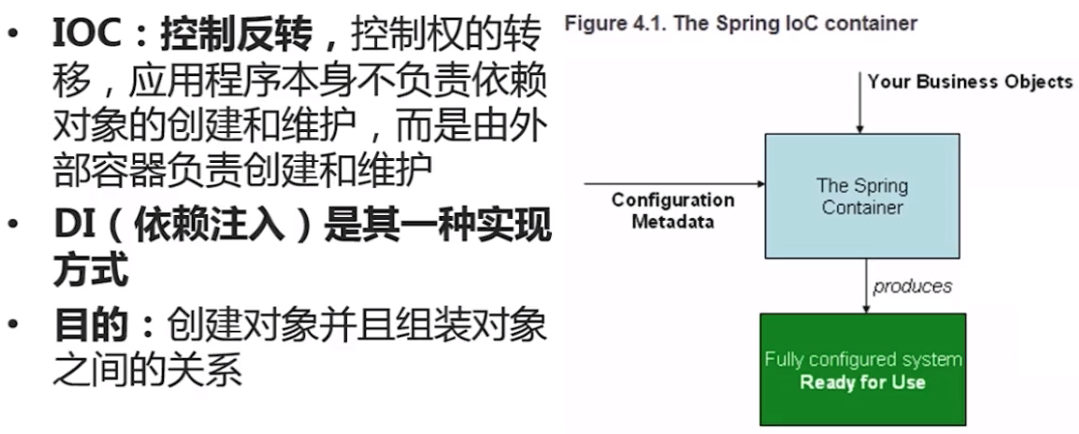 • IOC：控制反转，控制权的转
移，应用程序本身不负责依赖
对象的创建和维护，而是由外
部容器负责创建和维护
• DI（依赖注入）是其一种实现
方式
• 目的：创建对象并且组装对象
之间的关系
Figure 4.1. The Spring IoC container
Your Business Objects
The Spring
Container
Configuration
Metadata
produces
Fully configured system
Ready for Use